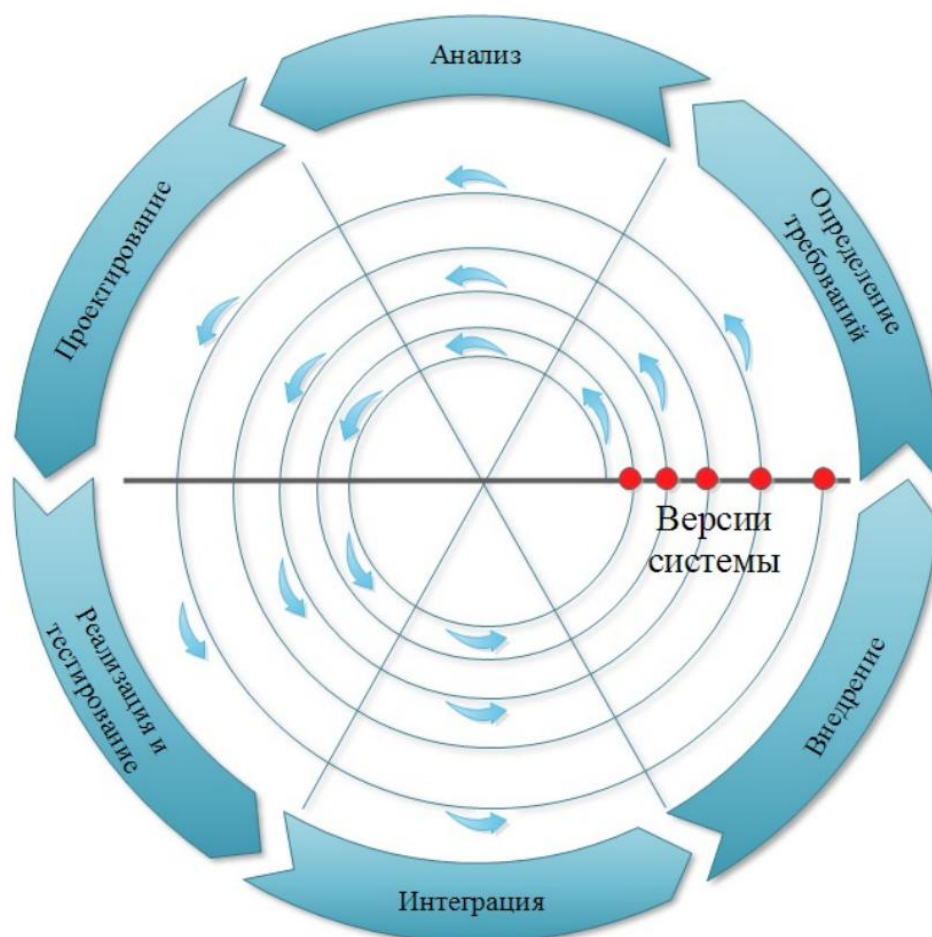 Анализ
Определение
требований
Проектирование
Версии
системы
Реализация и
тестирование
Внедрение
Интеграция